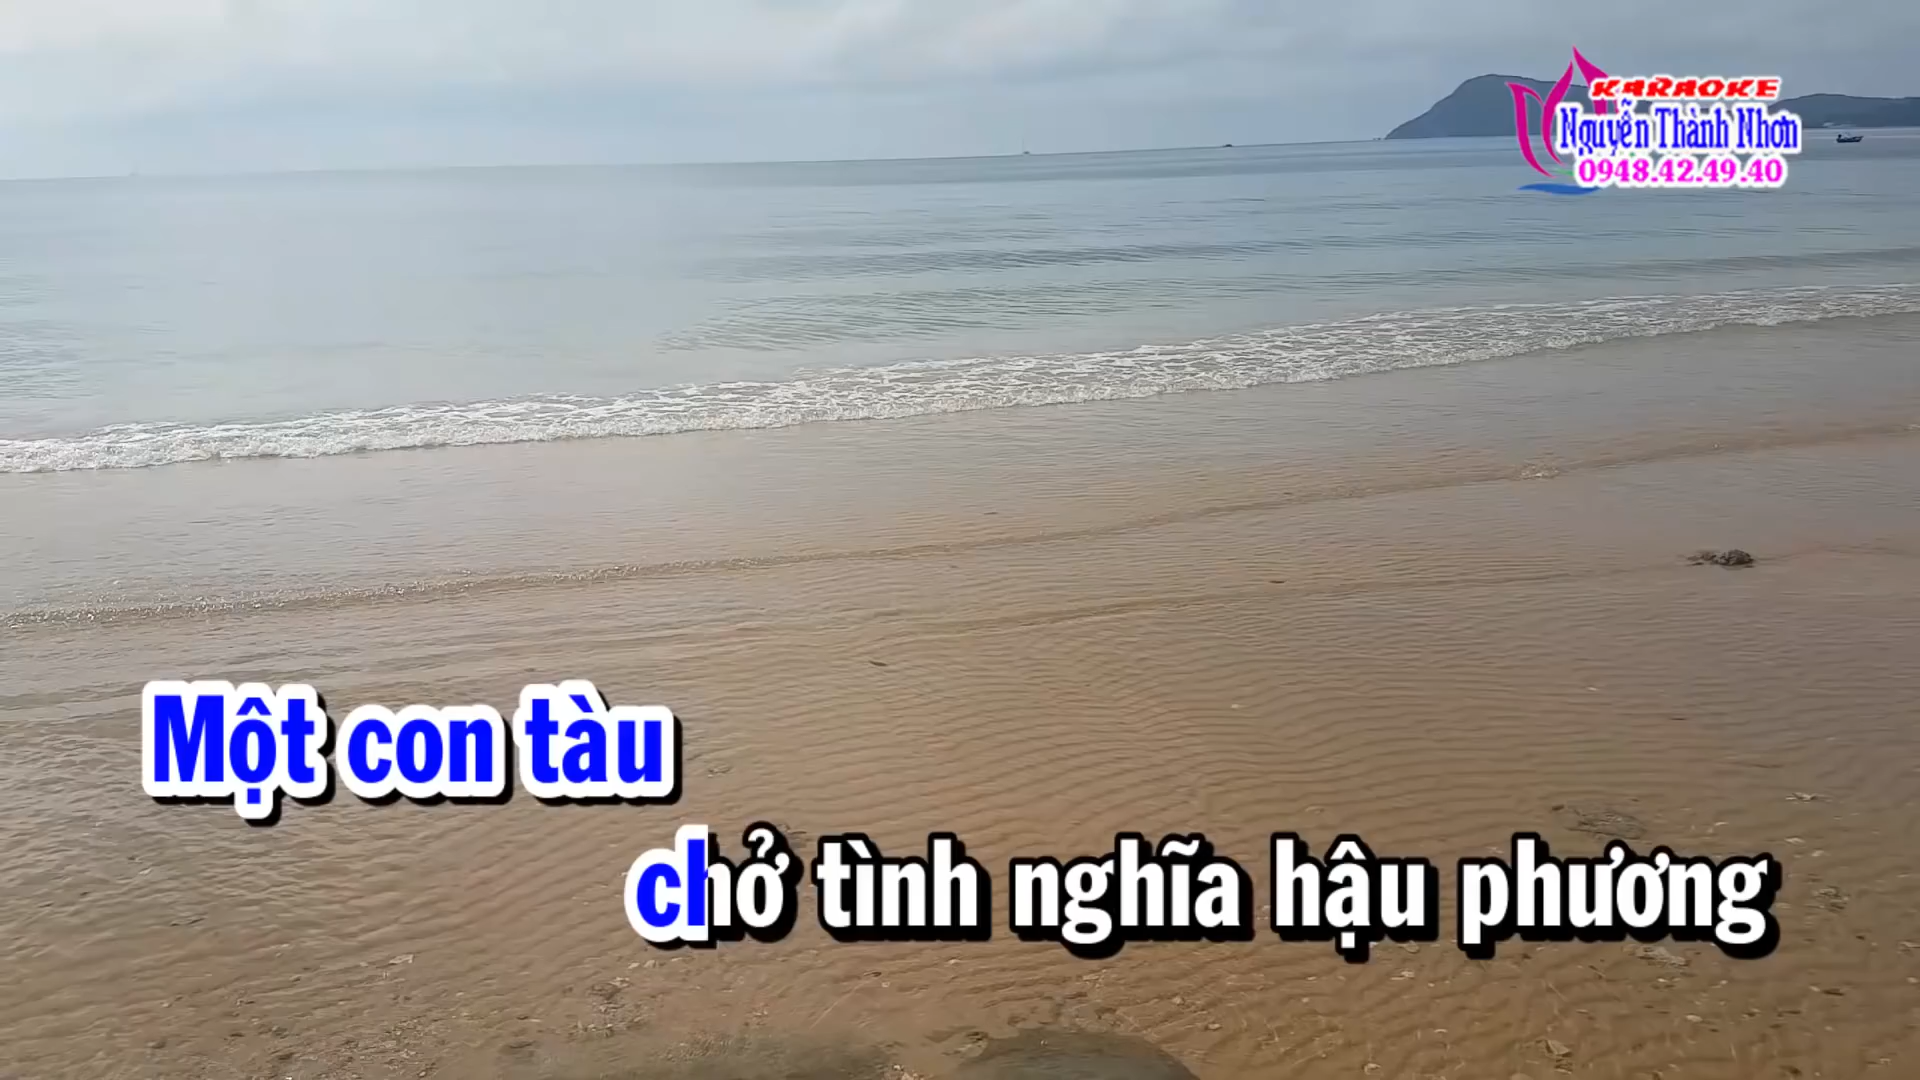 KARAOKE
Nguyễn Thành Nhơn
0948.42.49.40
Một con tàu
chở tình nghĩa hậu phương